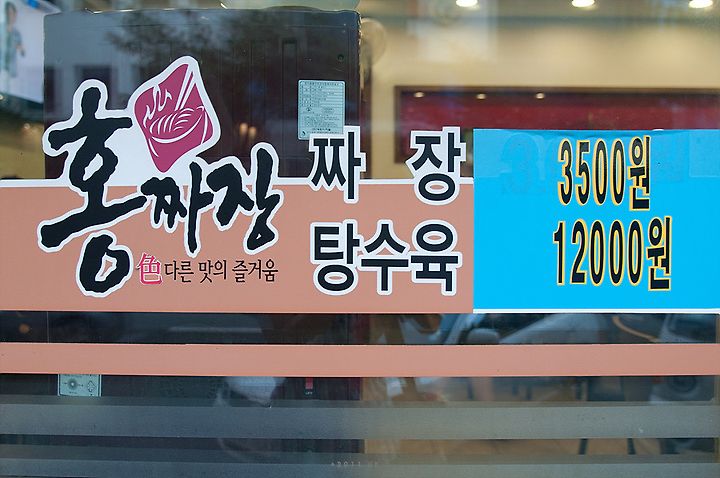 홍짜장
色다른 맛의 즐거움
짜장 3500원
탕수육 12000원